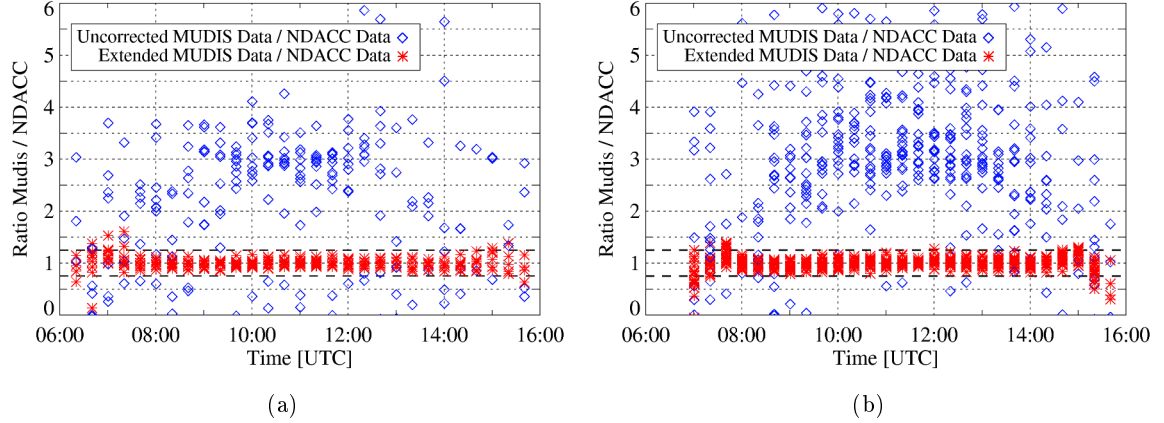 6
5
4
3
2
1
0
Ratio Mudis / NDACC
Uncorrected MUDIS Data / NDACC Data
Extended MUDIS Data / NDACC Data
06:00 08:00 10:00 12:00 14:00 16:00
Time [UTC]
(a)
6
5
4
3
2
1
0
Ratio Mudis / NDACC
Uncorrected MUDIS Data / NDACC Data
Extended MUDIS Data / NDACC Data
06:00 08:00 10:00 12:00 14:00 16:00
Time [UTC]
(b)